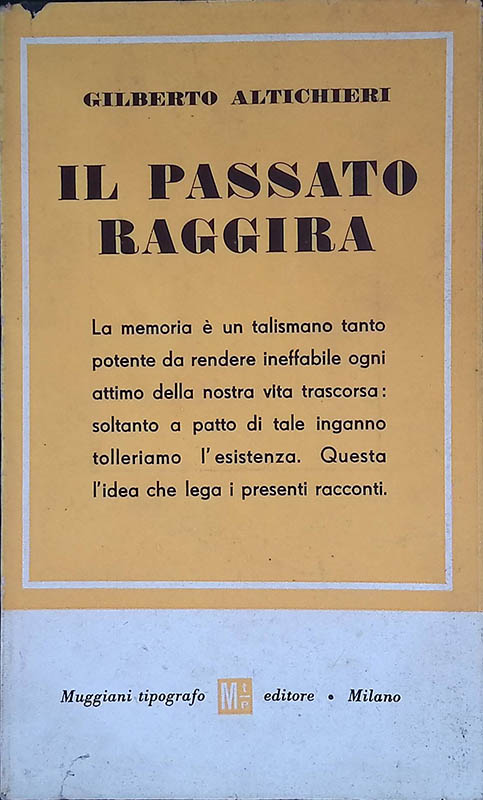 GILBERTO ALTICHIERI
IL PASSATO
RAGGIRA
La memoria è un talismano tanto
potente da rendere ineffabile ogni
attimo della nostra vita trascorsa:
soltanto a patto di tale inganno
tolleriamo l'esistenza. Questa
l'idea che lega i presenti racconti.
Muggiani tipografo M t e editore • Milano